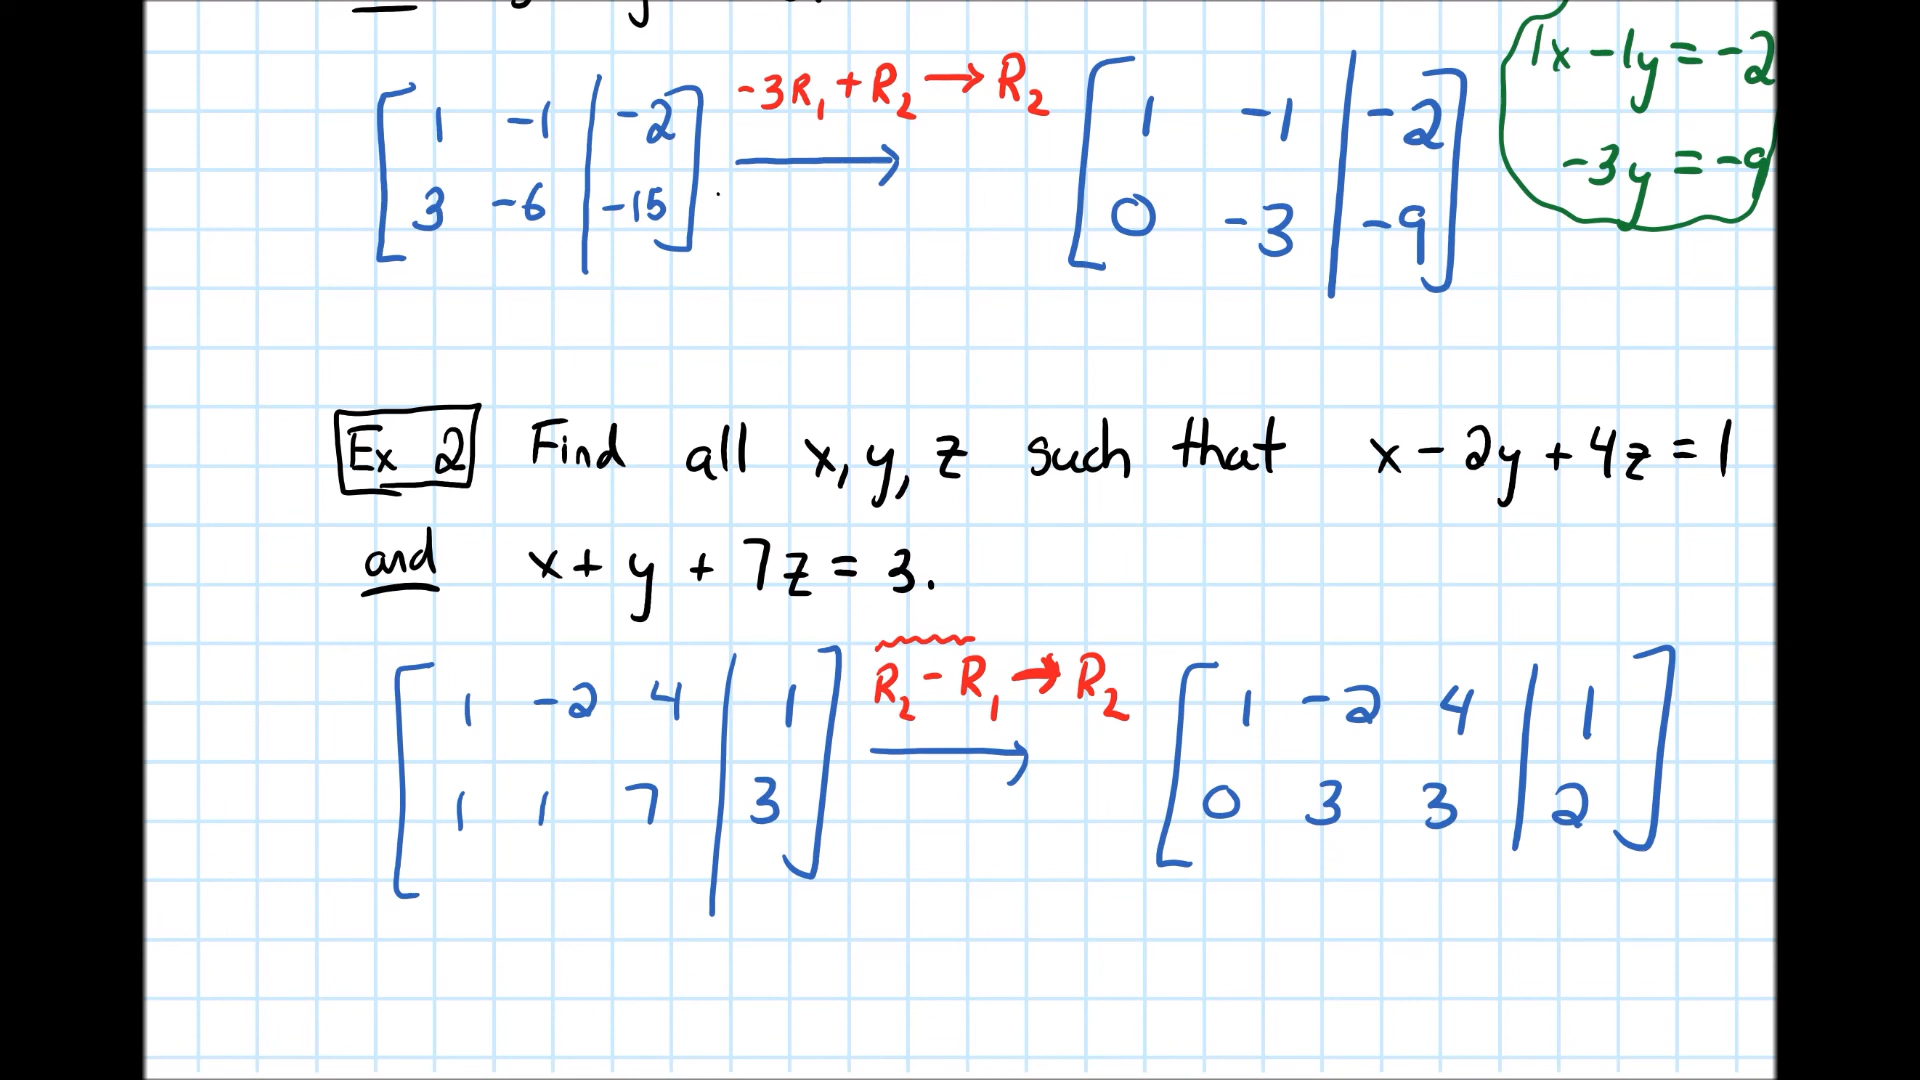 -3R₁ + R₂ → R₂
1 -1 | -2
3 -6 | -15
1 -1 | -2
0 -3 | -9
1x - 1y = -2
-3y = -9
Ex 2 Find all x, y, z such that x - 2y + 4z = 1
and x + y + 7z = 3.
R₂ - R₁ → R₂
1 -2 4 | 1
1 1 7 | 3
1 -2 4 | 1
0 3 3 | 2